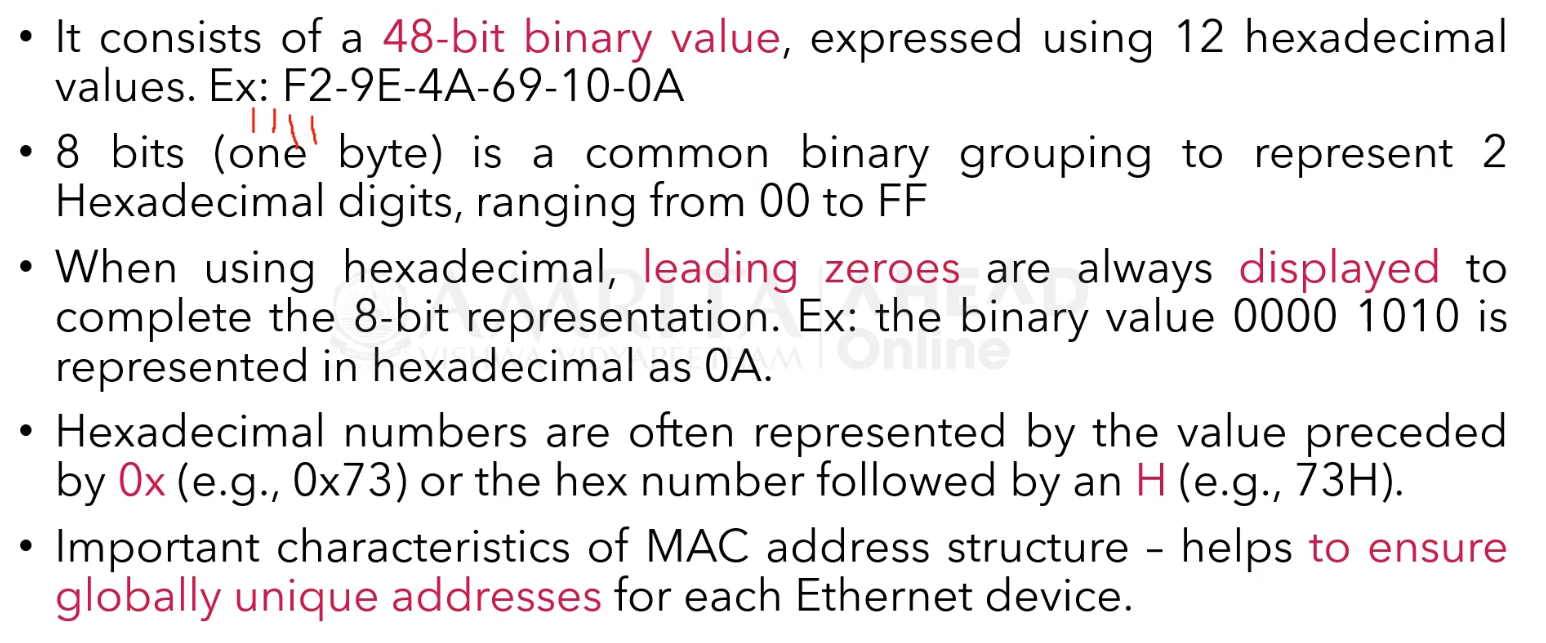 • It consists of a 48-bit binary value, expressed using 12 hexadecimal
values. Ex: F2-9E-4A-69-10-0A
• 8 bits (one byte) is a common binary grouping to represent 2
Hexadecimal digits, ranging from 00 to FF
• When using hexadecimal, leading zeroes are always displayed to
complete the 8-bit representation. Ex: the binary value 0000 1010 is
represented in hexadecimal as 0A.
• Hexadecimal numbers are often represented by the value preceded
by 0x (e.g., 0x73) or the hex number followed by an H (e.g., 73H).
• Important characteristics of MAC address structure – helps to ensure
globally unique addresses for each Ethernet device.
AMRITA
VISHWA VIDYAPEETHAM
AHEAD
Online